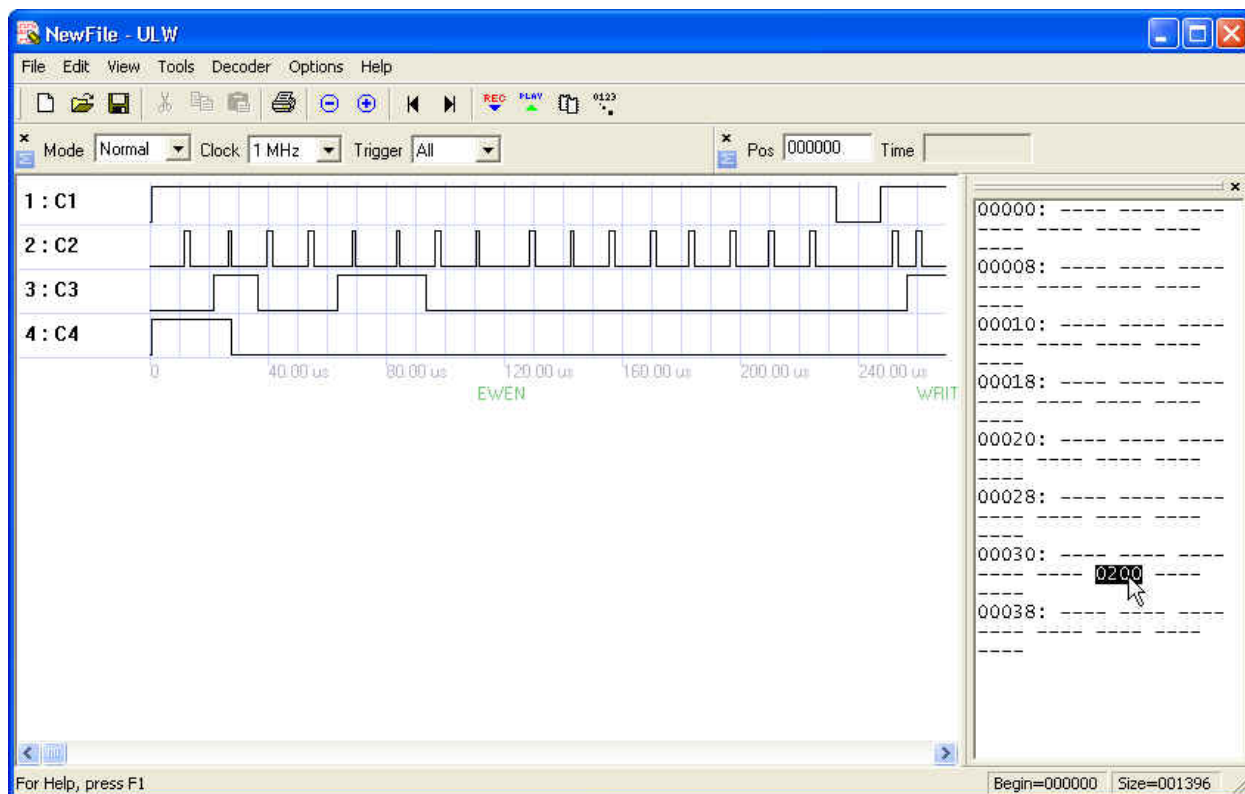 NewFile - ULW
File Edit View Tools Decoder Options Help
REC PLAY 0123
Mode Normal Clock 1 MHz Trigger All Pos 000000 Time
1 : C1
2 : C2
3 : C3
4 : C4
0 40.00 us 80.00 us 120.00 us 160.00 us 200.00 us 240.00 us
EWEN WRIT
00000: ---- ---- ----
---- ---- ---- ----
----
00008: ---- ---- ----
---- ---- ---- ----
----
00010: ---- ---- ----
---- ---- ---- ----
----
00018: ---- ---- ----
---- ---- ---- ----
----
00020: ---- ---- ----
---- ---- ---- ----
----
00028: ---- ---- ----
---- ---- ---- ----
----
00030: ---- ---- ----
---- ---- 0200 ----
----
00038: ---- ---- ----
---- ---- ---- ----
----
For Help, press F1 Begin=000000 Size=001396